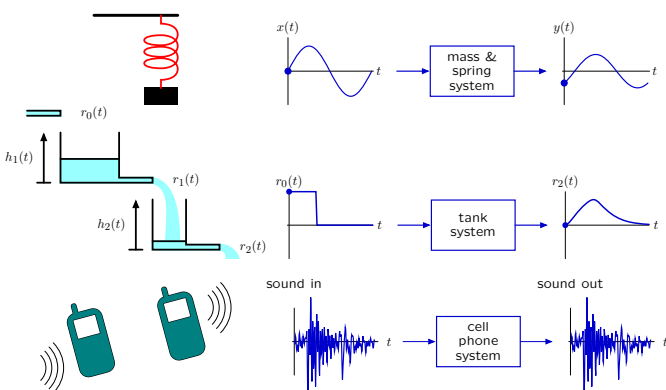 x(t)
t
mass &
spring
system
y(t)
t
r₀(t)
h₁(t)
r₁(t)
h₂(t)
r₂(t)
r₀(t)
t
tank
system
r₂(t)
t
sound in
t
cell
phone
system
sound out
t